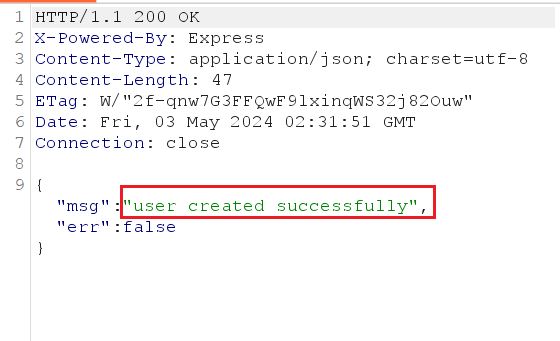 1 HTTP/1.1 200 OK
2 X-Powered-By: Express
3 Content-Type: application/json; charset=utf-8
4 Content-Length: 47
5 ETag: W/"2f-qnw7G3FFQwF9lxinqWS32j82Ouw"
6 Date: Fri, 03 May 2024 02:31:51 GMT
7 Connection: close
8
9 {
"msg":"user created successfully",
"err":false
}